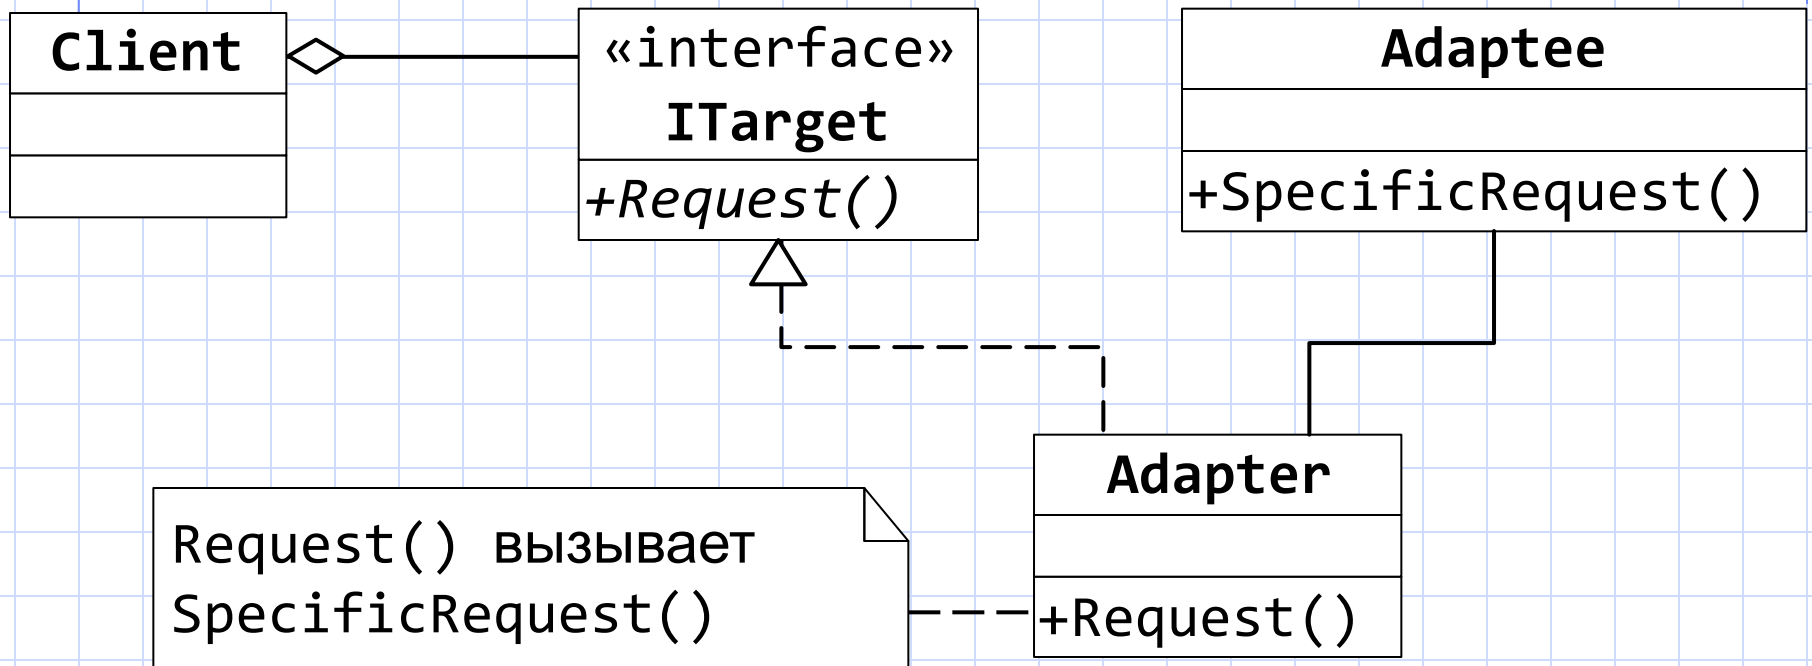 Client
«interface»
ITarget
+Request()
Adaptee
+SpecificRequest()
Adapter
+Request()
Request() вызывает
SpecificRequest()